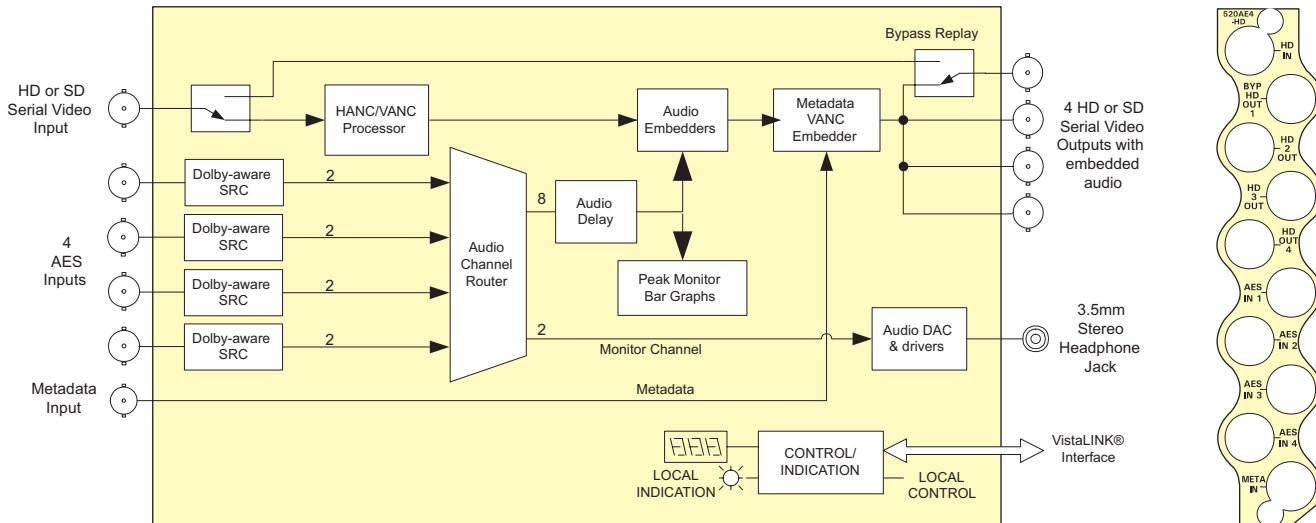 HD or SD
Serial Video
Input
4
AES
Inputs
Metadata
Input
HANC/VANC
Processor
Dolby-aware
SRC
2
Dolby-aware
SRC
2
Dolby-aware
SRC
2
Dolby-aware
SRC
2
Audio
Channel
Router
8
Audio
Delay
Audio
Embedders
Metadata
VANC
Embedder
Bypass Replay
Peak Monitor
Bar Graphs
2
Monitor Channel
Audio DAC
& drivers
Metadata
LOCAL
INDICATION
CONTROL/
INDICATION
LOCAL
CONTROL
4 HD or SD
Serial Video
Outputs with
embedded
audio
3.5mm
Stereo
Headphone
Jack
VistaLINK®
Interface
520AE4
-HD
HD
IN
BYP
HD
OUT
1
HD
2
OUT
HD
3
OUT
HD
OUT
4
AES
IN 1
AES
IN 2
AES
IN 3
AES
IN 4
META
IN